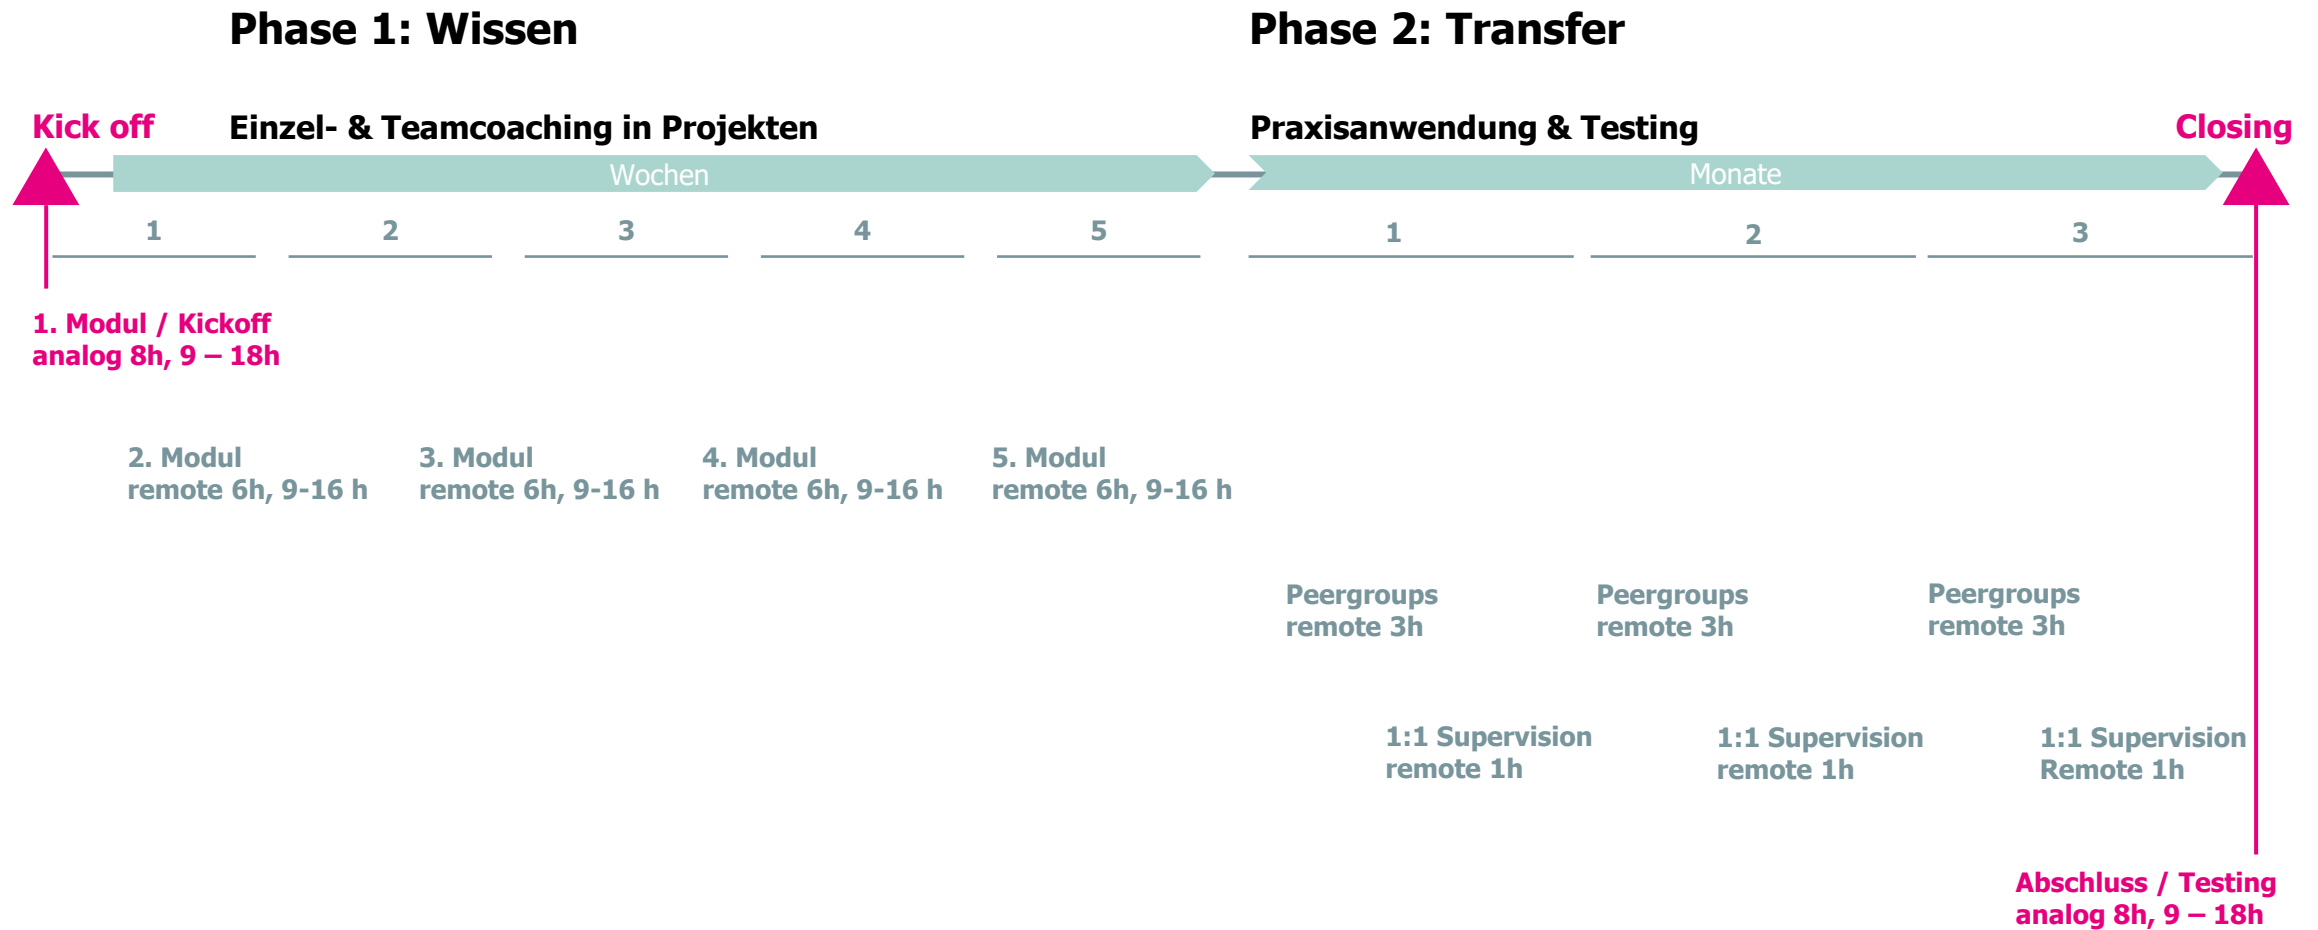 Phase 1: Wissen
Phase 2: Transfer
Kick off
Einzel- & Teamcoaching in Projekten
Praxisanwendung & Testing
Closing
Wochen
Monate
1
2
3
4
5
1
2
3
1. Modul / Kickoff
analog 8h, 9 – 18h
2. Modul
remote 6h, 9-16 h
3. Modul
remote 6h, 9-16 h
4. Modul
remote 6h, 9-16 h
5. Modul
remote 6h, 9-16 h
Peergroups
remote 3h
Peergroups
remote 3h
Peergroups
remote 3h
1:1 Supervision
remote 1h
1:1 Supervision
remote 1h
1:1 Supervision
Remote 1h
Abschluss / Testing
analog 8h, 9 – 18h